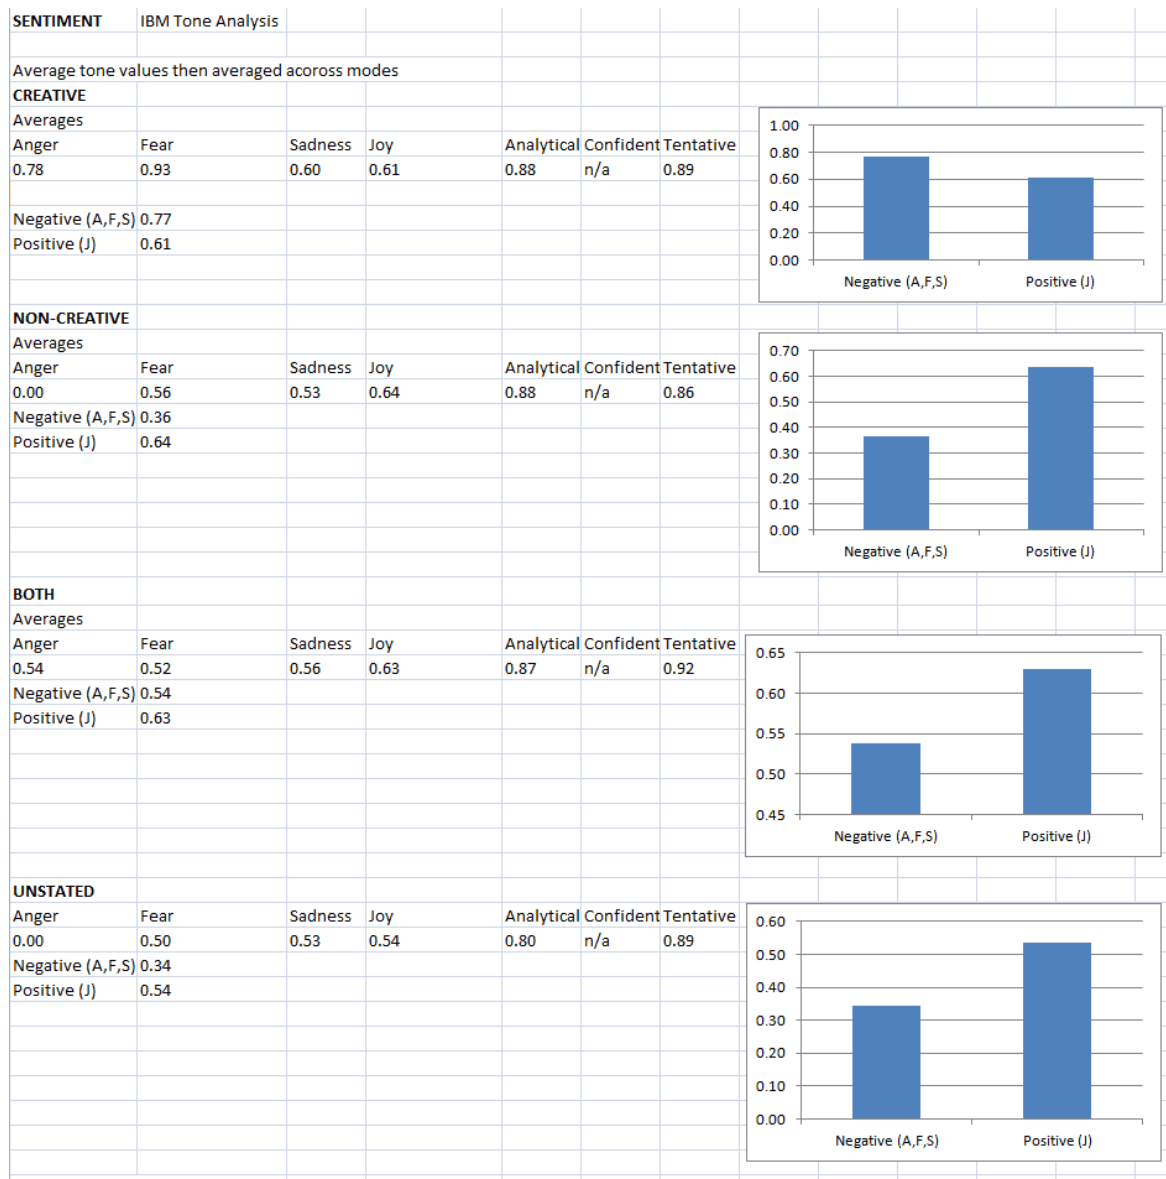 SENTIMENT IBM Tone Analysis
Average tone values then averaged acoross modes
CREATIVE
Averages
Anger Fear Sadness Joy Analytical Confident Tentative
0.78 0.93 0.60 0.61 0.88 n/a 0.89
Negative (A,F,S) 0.77
Positive (J) 0.61
1.00
0.80
0.60
0.40
0.20
0.00
Negative (A,F,S) Positive (J)
NON-CREATIVE
Averages
Anger Fear Sadness Joy Analytical Confident Tentative
0.00 0.56 0.53 0.64 0.88 n/a 0.86
Negative (A,F,S) 0.36
Positive (J) 0.64
0.70
0.60
0.50
0.40
0.30
0.20
0.10
0.00
Negative (A,F,S) Positive (J)
BOTH
Averages
Anger Fear Sadness Joy Analytical Confident Tentative
0.54 0.52 0.56 0.63 0.87 n/a 0.92
Negative (A,F,S) 0.54
Positive (J) 0.63
0.65
0.60
0.55
0.50
0.45
Negative (A,F,S) Positive (J)
UNSTATED
Anger Fear Sadness Joy Analytical Confident Tentative
0.00 0.50 0.53 0.54 0.80 n/a 0.89
Negative (A,F,S) 0.34
Positive (J) 0.54
0.60
0.50
0.40
0.30
0.20
0.10
0.00
Negative (A,F,S) Positive (J)